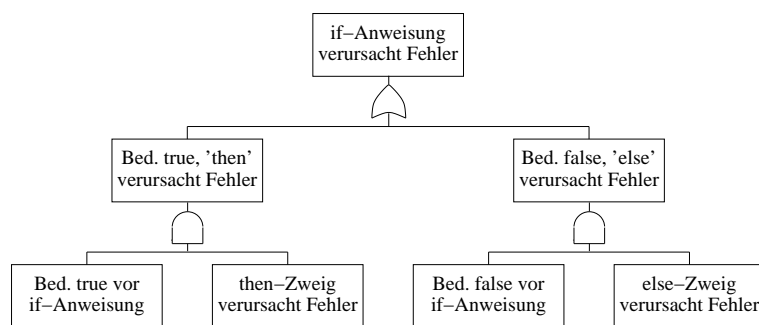 if−Anweisung
verursacht Fehler
Bed. true, 'then'
verursacht Fehler
Bed. false, 'else'
verursacht Fehler
Bed. true vor
if−Anweisung
then−Zweig
verursacht Fehler
Bed. false vor
if−Anweisung
else−Zweig
verursacht Fehler